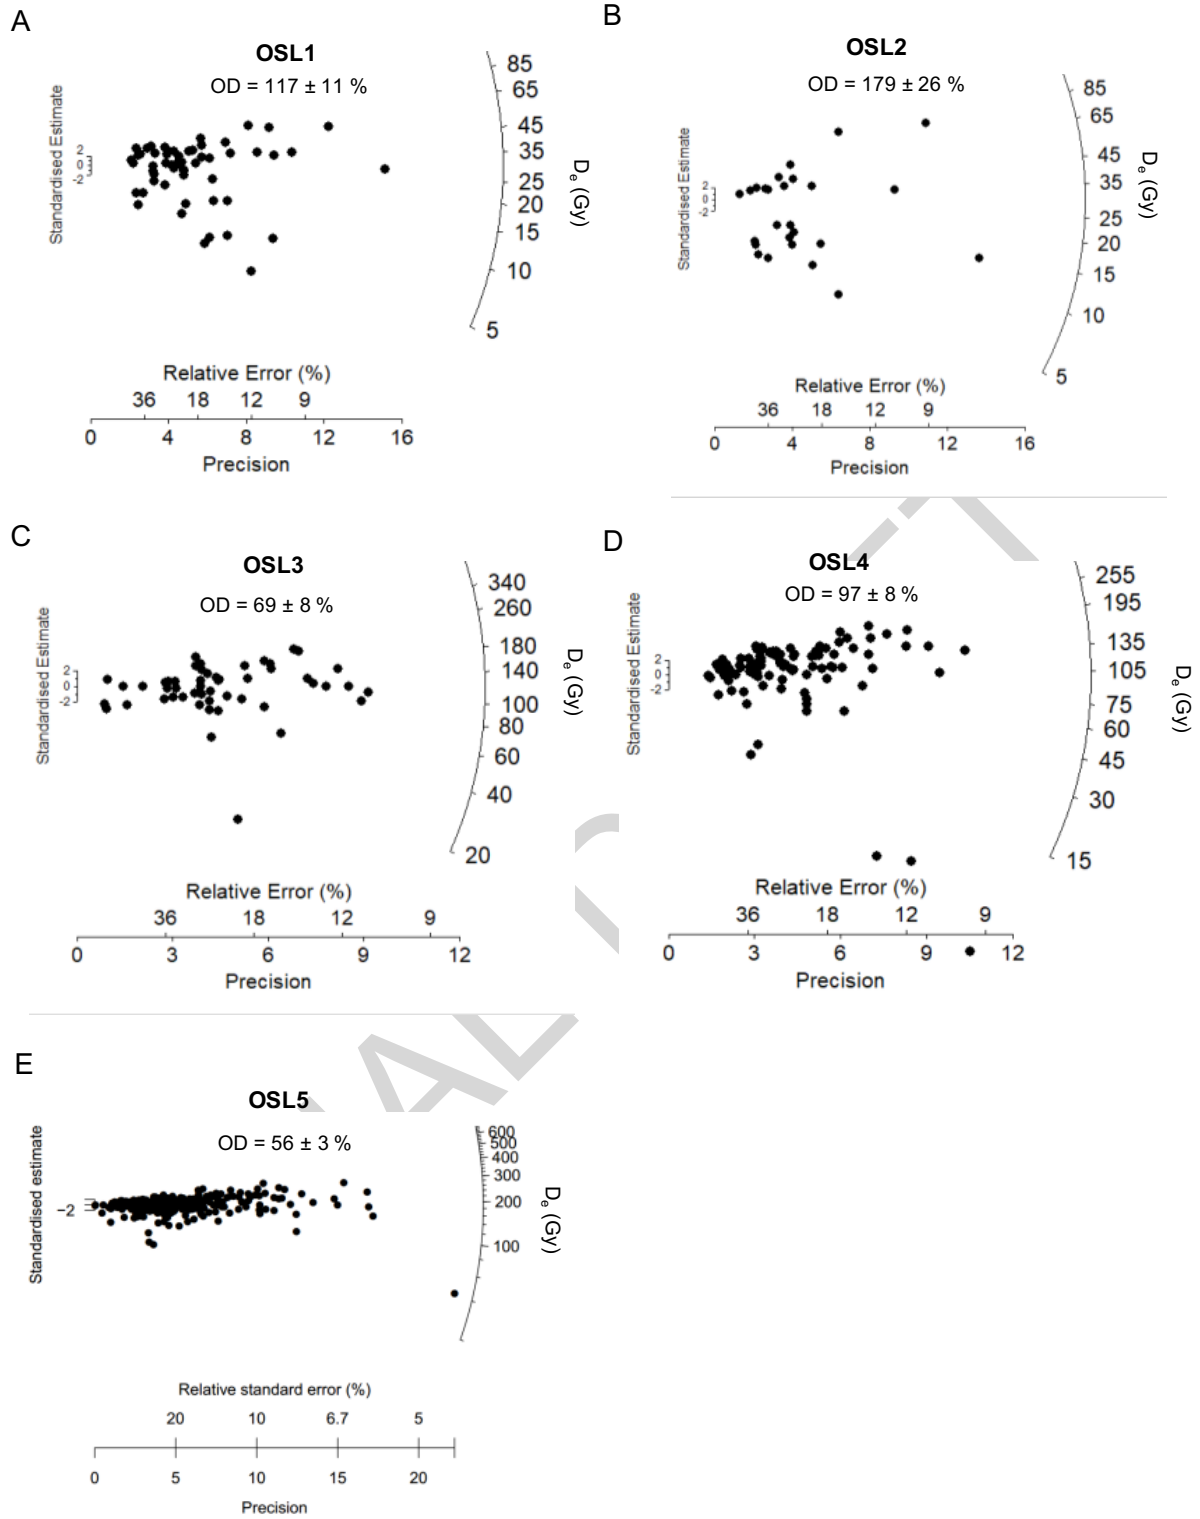 A
OSL1
OD = 117 ± 11 %
Standardised Estimate
2
0
-2
85
65
45
35
25
20
15
10
5
De (Gy)
Relative Error (%)
36 18 12 9
0 4 8 12 16
Precision
B
OSL2
OD = 179 ± 26 %
Standardised Estimate
2
0
-2
85
65
45
35
25
20
15
10
5
De (Gy)
Relative Error (%)
36 18 12 9
0 4 8 12 16
Precision
C
OSL3
OD = 69 ± 8 %
Standardised Estimate
2
0
-2
340
260
180
140
100
80
60
40
20
De (Gy)
Relative Error (%)
36 18 12 9
0 3 6 9 12
Precision
D
OSL4
OD = 97 ± 8 %
Standardised Estimate
2
0
-2
255
195
135
105
75
60
45
30
15
De (Gy)
Relative Error (%)
36 18 12 9
0 3 6 9 12
Precision
E
OSL5
OD = 56 ± 3 %
Standardised estimate
−2
600
500
400
300
200
100
De (Gy)
Relative standard error (%)
20 10 6.7 5
0 5 10 15 20
Precision